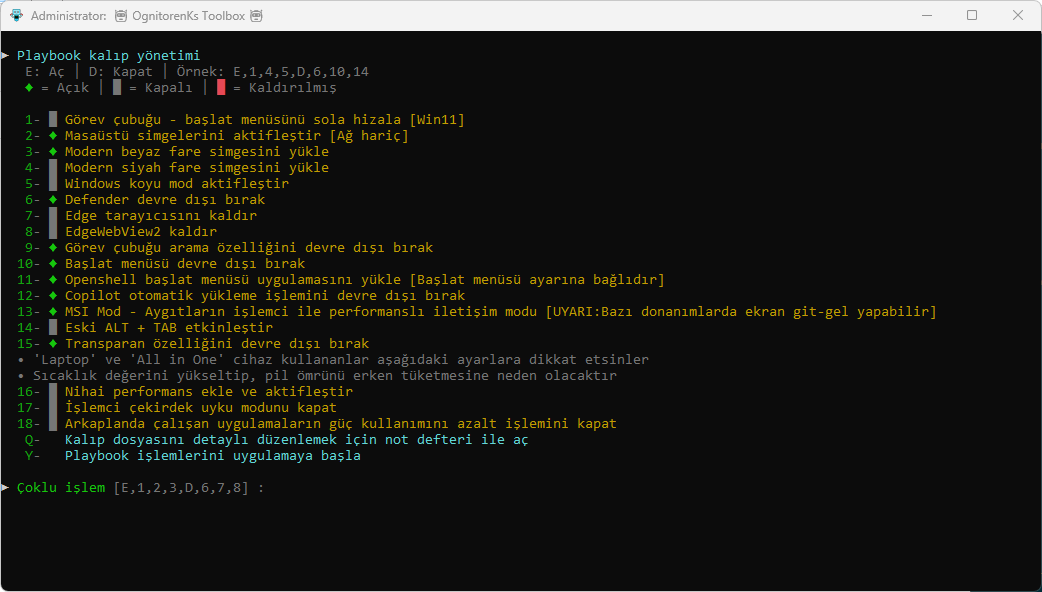 Administrator: OgnitorenKs Toolbox
► Playbook kalıp yönetimi
E: Aç │ D: Kapat │ Örnek: E,1,4,5,D,6,10,14
♦ = Açık │ █ = Kapalı │ █ = Kaldırılmış
1- █ Görev çubuğu - başlat menüsünü sola hizala [Win11]
2- ♦ Masaüstü simgelerini aktifleştir [Ağ hariç]
3- ♦ Modern beyaz fare simgesini yükle
4- █ Modern siyah fare simgesini yükle
5- █ Windows koyu mod aktifleştir
6- ♦ Defender devre dışı bırak
7- █ Edge tarayıcısını kaldır
8- █ EdgeWebView2 kaldır
9- ♦ Görev çubuğu arama özelliğini devre dışı bırak
10- ♦ Başlat menüsü devre dışı bırak
11- ♦ Openshell başlat menüsü uygulamasını yükle [Başlat menüsü ayarına bağlıdır]
12- ♦ Copilot otomatik yükleme işlemini devre dışı bırak
13- ♦ MSI Mod - Aygıtların işlemci ile performanslı iletişim modu [UYARI:Bazı donanımlarda ekran git-gel yapabilir]
14- █ Eski ALT + TAB etkinleştir
15- ♦ Transparan özelliğini devre dışı bırak
• 'Laptop' ve 'All in One' cihaz kullananlar aşağıdaki ayarlara dikkat etsinler
• Sıcaklık değerini yükseltip, pil ömrünü erken tüketmesine neden olacaktır
16- █ Nihai performans ekle ve aktifleştir
17- █ İşlemci çekirdek uyku modunu kapat
18- █ Arkaplanda çalışan uygulamaların güç kullanımını azalt işlemini kapat
Q- Kalıp dosyasını detaylı düzenlemek için not defteri ile aç
Y- Playbook işlemlerini uygulamaya başla
► Çoklu işlem [E,1,2,3,D,6,7,8] :